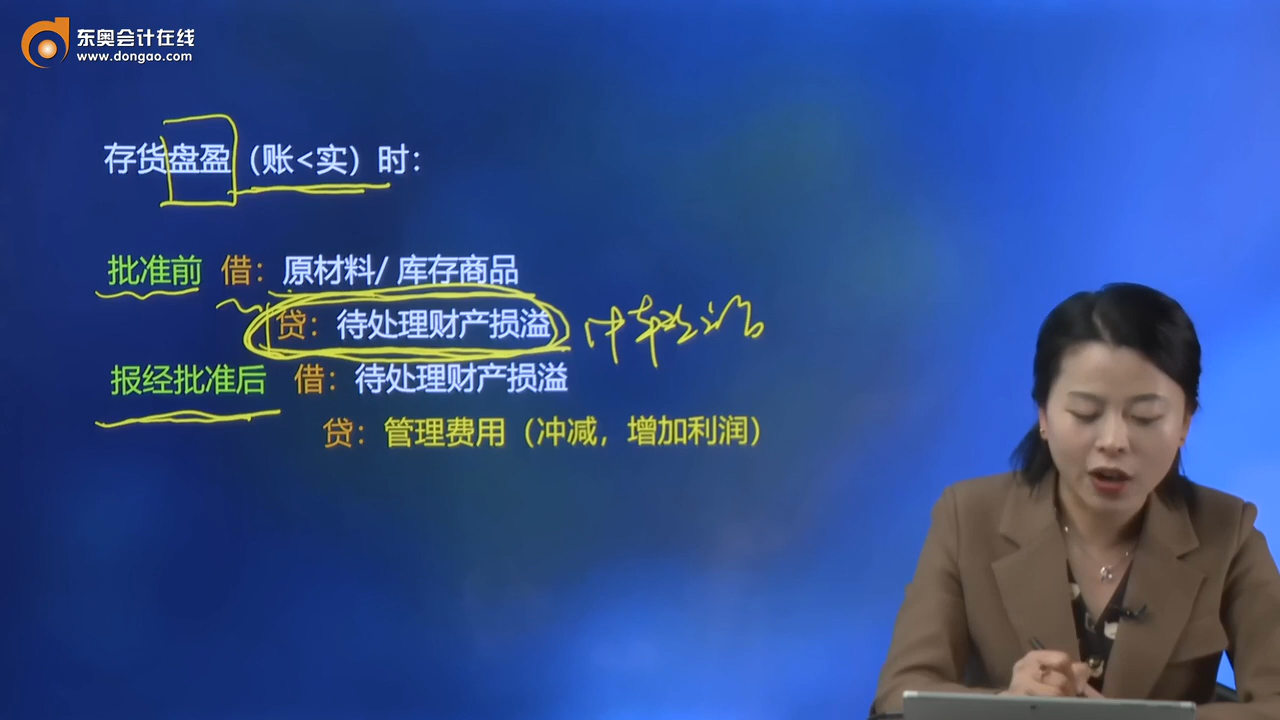 东奥会计在线
www.dongao.com
存货盘盈（账<实）时：
批准前 借：原材料/ 库存商品
贷：待处理财产损溢
报经批准后 借：待处理财产损溢
贷：管理费用（冲减，增加利润）